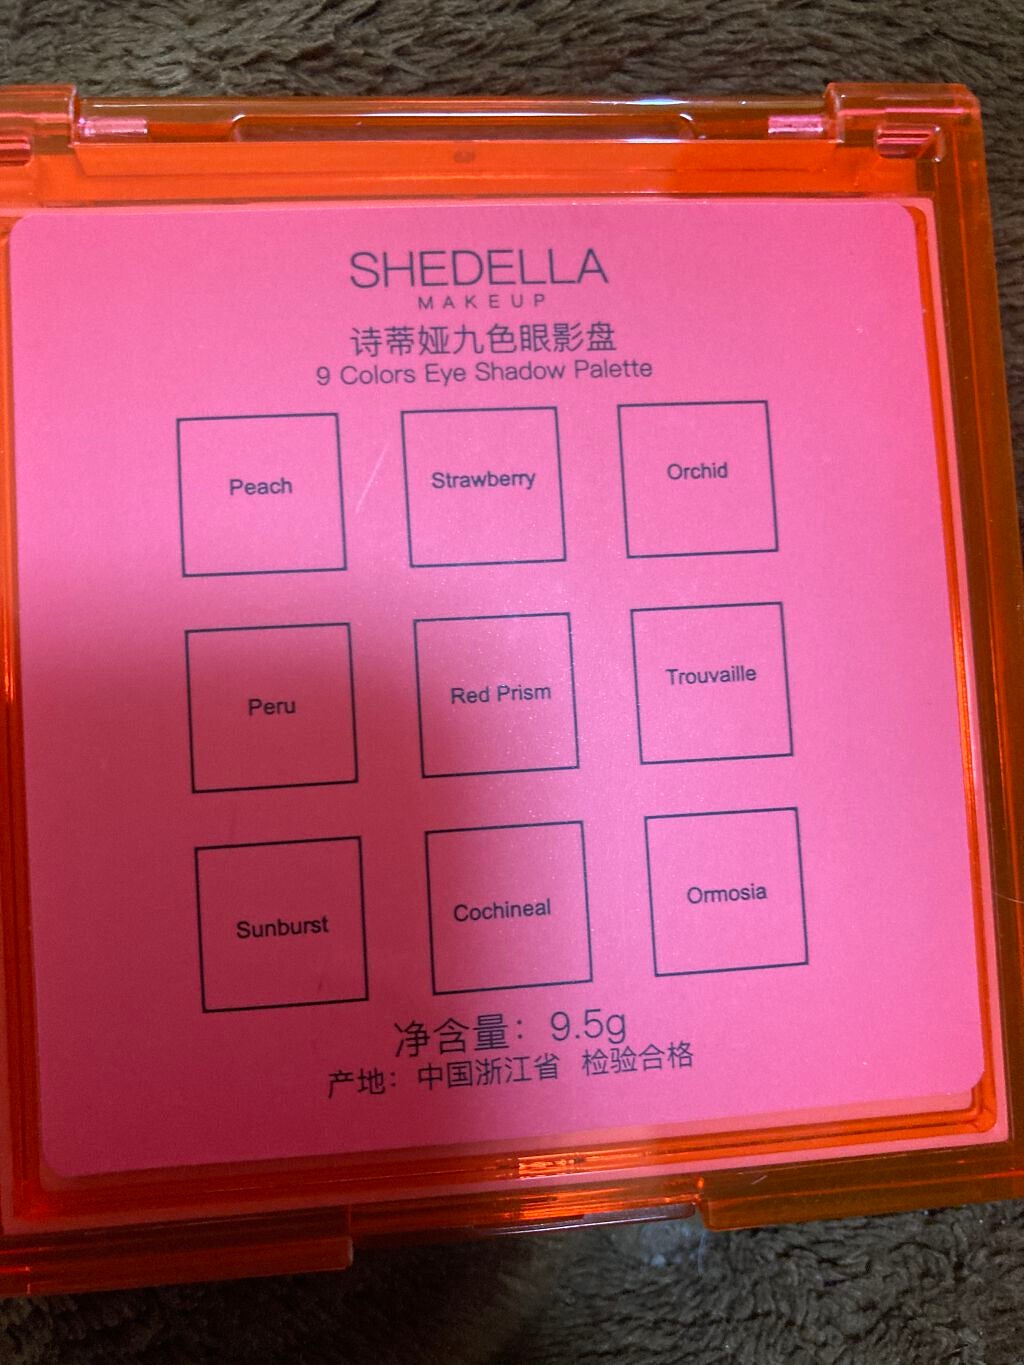 SHEDELLA
MAKEUP
诗蒂娅九色眼影盘
9 Colors Eye Shadow Palette
Peach Strawberry Orchid
Peru Red Prism Trouvaille
Sunburst Cochineal Ormosia
净含量：9.5g
产地：中国浙江省 检验合格